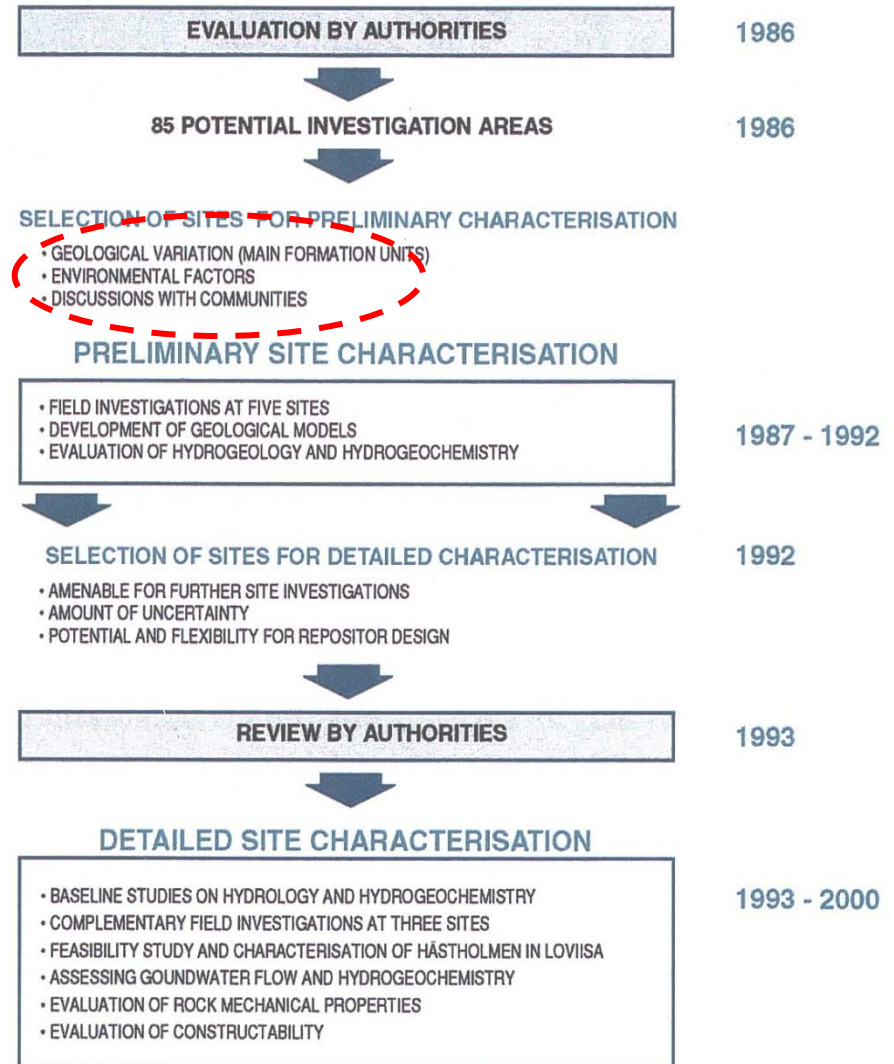 EVALUATION BY AUTHORITIES 1986
85 POTENTIAL INVESTIGATION AREAS 1986
SELECTION OF SITES FOR PRELIMINARY CHARACTERISATION
• GEOLOGICAL VARIATION (MAIN FORMATION UNITS)
• ENVIRONMENTAL FACTORS
• DISCUSSIONS WITH COMMUNITIES
PRELIMINARY SITE CHARACTERISATION
• FIELD INVESTIGATIONS AT FIVE SITES
• DEVELOPMENT OF GEOLOGICAL MODELS
• EVALUATION OF HYDROGEOLOGY AND HYDROGEOCHEMISTRY
1987 - 1992
SELECTION OF SITES FOR DETAILED CHARACTERISATION 1992
• AMENABLE FOR FURTHER SITE INVESTIGATIONS
• AMOUNT OF UNCERTAINTY
• POTENTIAL AND FLEXIBILITY FOR REPOSITOR DESIGN
REVIEW BY AUTHORITIES 1993
DETAILED SITE CHARACTERISATION
• BASELINE STUDIES ON HYDROLOGY AND HYDROGEOCHEMISTRY 1993 - 2000
• COMPLEMENTARY FIELD INVESTIGATIONS AT THREE SITES
• FEASIBILITY STUDY AND CHARACTERISATION OF HÄSTHOLMEN IN LOVIISA
• ASSESSING GOUNDWATER FLOW AND HYDROGEOCHEMISTRY
• EVALUATION OF ROCK MECHANICAL PROPERTIES
• EVALUATION OF CONSTRUCTABILITY